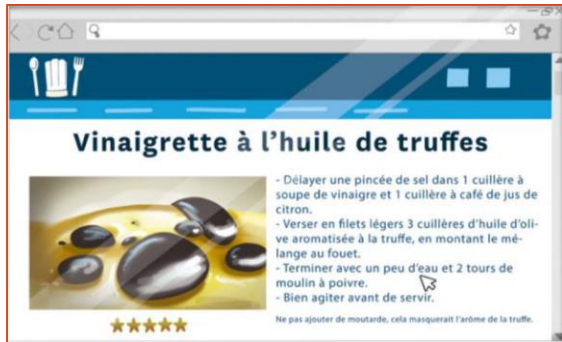 Vinaigrette à l'huile de truffes
- Délayer une pincée de sel dans 1 cuillère à
soupe de vinaigre et 1 cuillère à café de jus de
citron.
- Verser en filets légers 3 cuillères d'huile d'oli-
ve aromatisée à la truffe, en montant le mé-
lange au fouet.
- Terminer avec un peu d'eau et 2 tours de
moulin à poivre.
- Bien agiter avant de servir.
Ne pas ajouter de moutarde, cela masquerait l'arôme de la truffe.